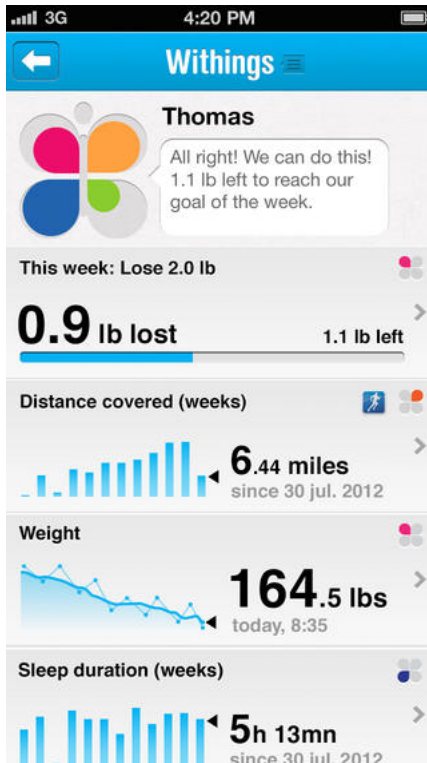 3G 4:20 PM
Withings
Thomas
All right! We can do this!
1.1 lb left to reach our
goal of the week.
This week: Lose 2.0 lb
0.9 lb lost 1.1 lb left
Distance covered (weeks)
6.44 miles
since 30 jul. 2012
Weight
164.5 lbs
today, 8:35
Sleep duration (weeks)
5h 13mn
since 30 jul. 2012